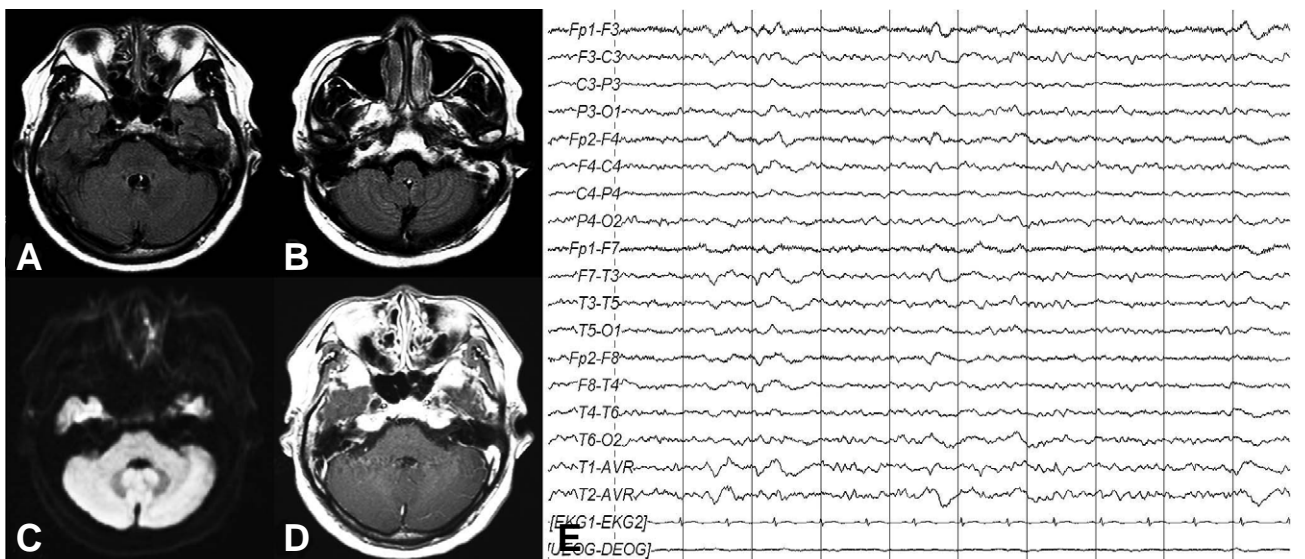 A
B
C
D
E
Fp1-F3
F3-C3
C3-P3
P3-O1
Fp2-F4
F4-C4
C4-P4
P4-O2
Fp1-F7
F7-T3
T3-T5
T5-O1
Fp2-F8
F8-T4
T4-T6
T6-O2
T1-AVR
T2-AVR
[EKG1-EKG2]
[UEOG-DEOG]